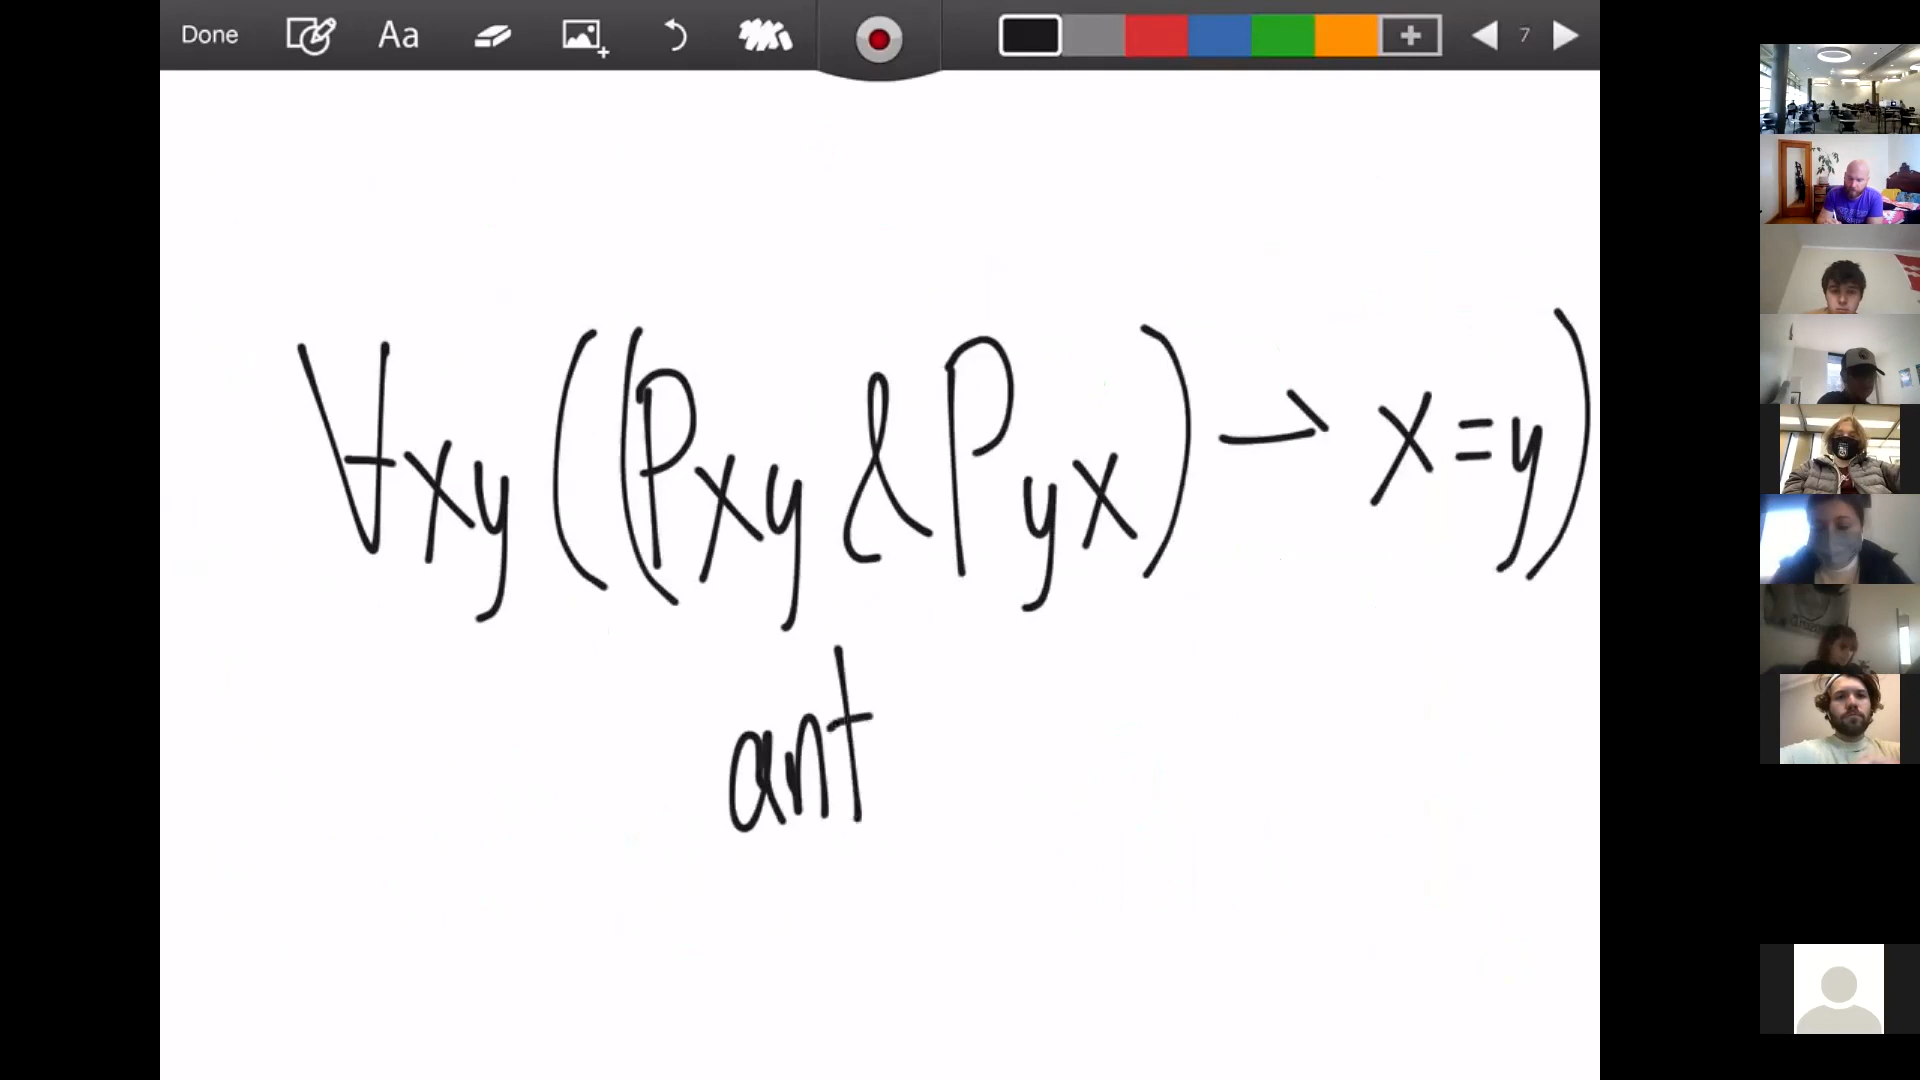 Done Aa 7
∀xy((Pxy & Pyx) → x=y)
ant